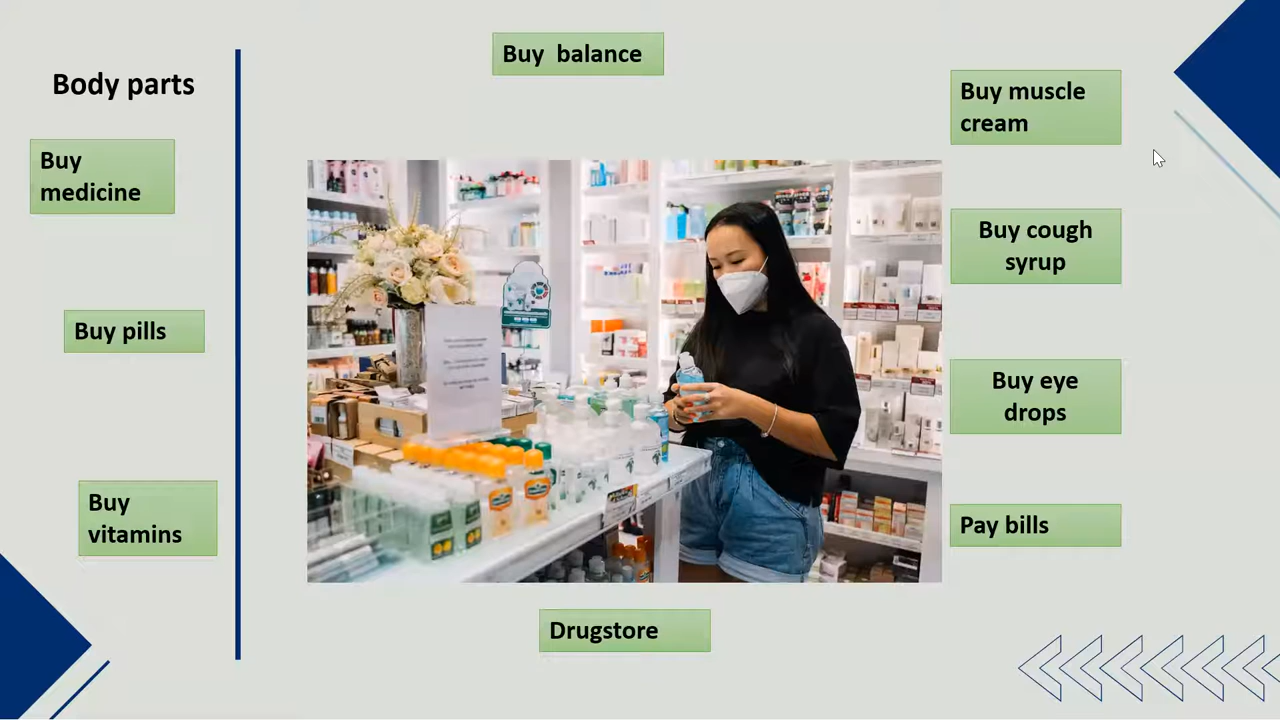 Buy  balance
Body parts
Buy muscle
cream
Buy
medicine
Buy cough
syrup
Buy pills
Buy eye
drops
Buy
vitamins
Pay bills
Drugstore